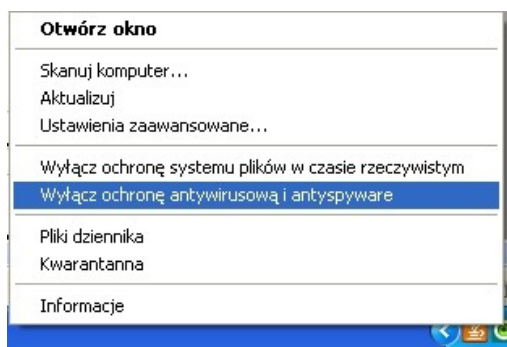 Otwórz okno
Skanuj komputer...
Aktualizuj
Ustawienia zaawansowane...
Wyłącz ochronę systemu plików w czasie rzeczywistym
Wyłącz ochronę antywirusową i antyspyware
Pliki dziennika
Kwarantanna
Informacje